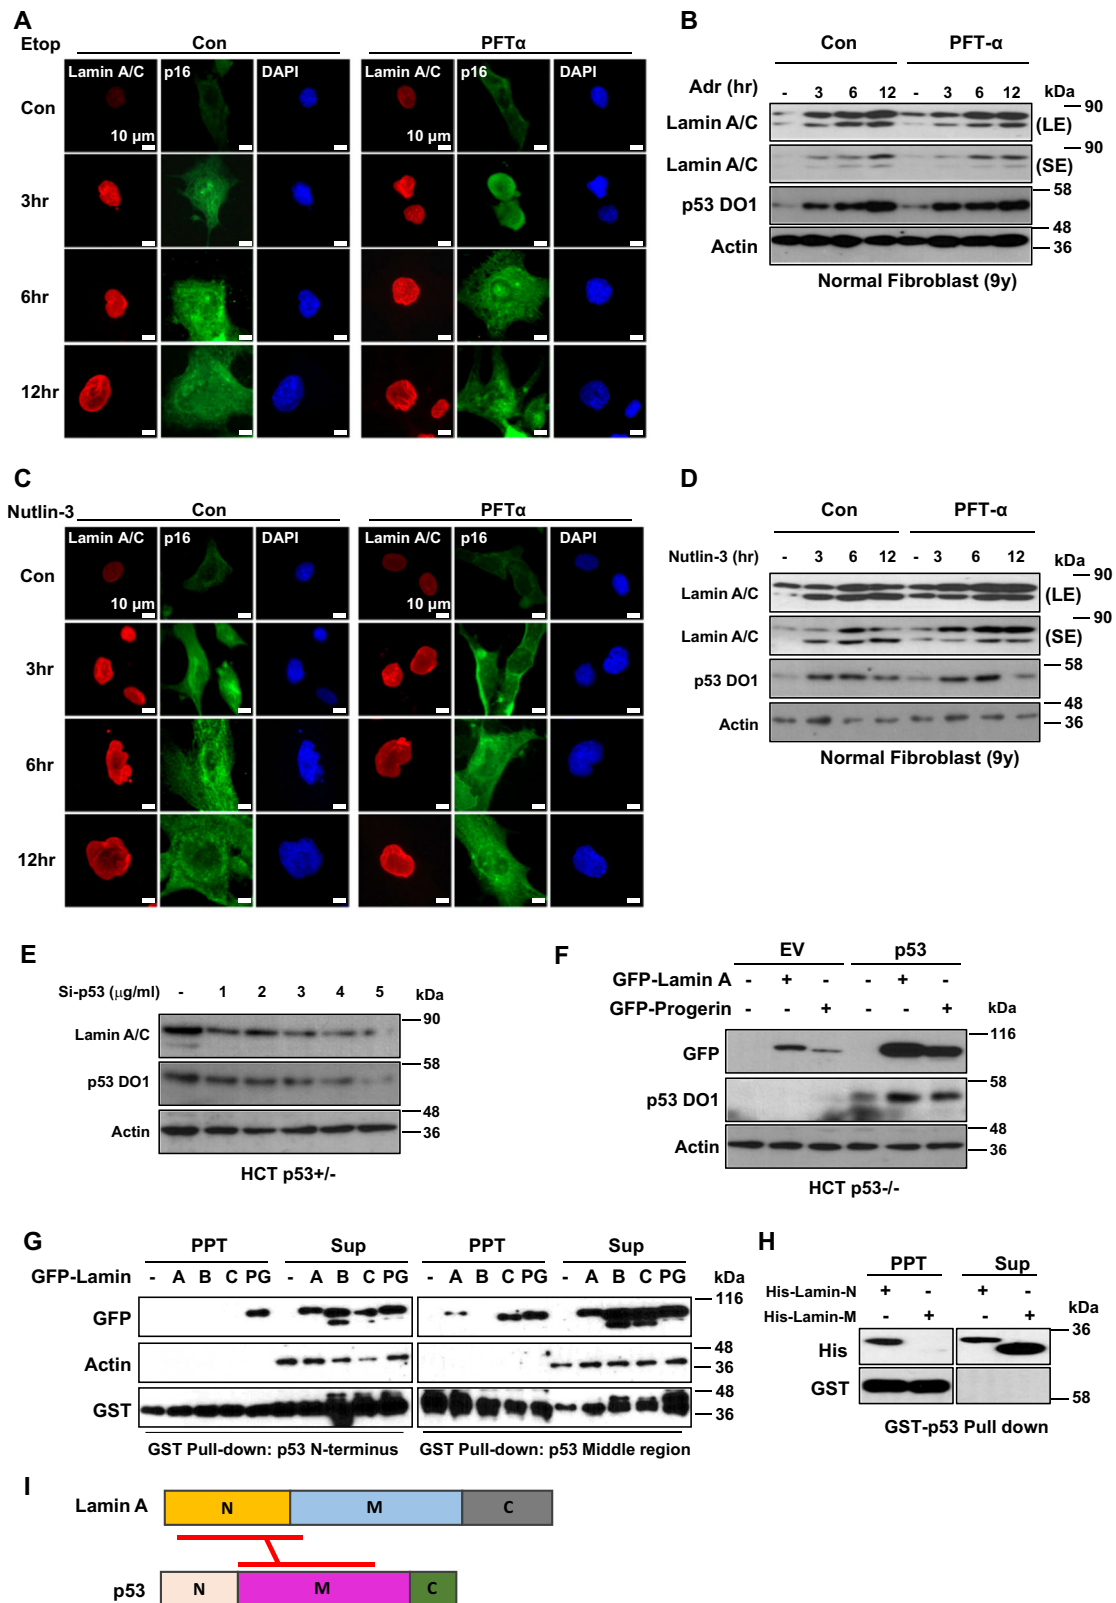 A
Etop Con PFTα
Lamin A/C p16 DAPI Lamin A/C p16 DAPI
Con
10 μm 10 μm
3hr
6hr
12hr
B
Con PFT-α
Adr (hr) - 3 6 12 - 3 6 12 kDa
Lamin A/C 90
(LE)
Lamin A/C 90
(SE)
p53 DO1 58
Actin 48
36
Normal Fibroblast (9y)
C
Nutlin-3 Con PFTα
Lamin A/C p16 DAPI Lamin A/C p16 DAPI
Con
10 μm 10 μm
3hr
6hr
12hr
D
Con PFT-α
Nutlin-3 (hr) - 3 6 12 - 3 6 12 kDa
Lamin A/C 90
(LE)
Lamin A/C 90
(SE)
p53 DO1 58
Actin 48
36
Normal Fibroblast (9y)
E
Si-p53 (μg/ml) - 1 2 3 4 5 kDa
Lamin A/C 90
p53 DO1 58
Actin 48
36
HCT p53+/-
F
EV p53
GFP-Lamin A - + - - + -
GFP-Progerin - - + - - + kDa
GFP 116
p53 DO1 58
Actin 48
36
HCT p53-/-
G
PPT Sup PPT Sup
GFP-Lamin - A B C PG - A B C PG - A B C PG - A B C PG kDa
GFP 116
Actin 48
36
GST 48
36
GST Pull-down: p53 N-terminus GST Pull-down: p53 Middle region
H
PPT Sup
His-Lamin-N + - + -
His-Lamin-M - + - + kDa
His 36
GST 58
GST-p53 Pull down
I
Lamin A N M C
p53 N M C